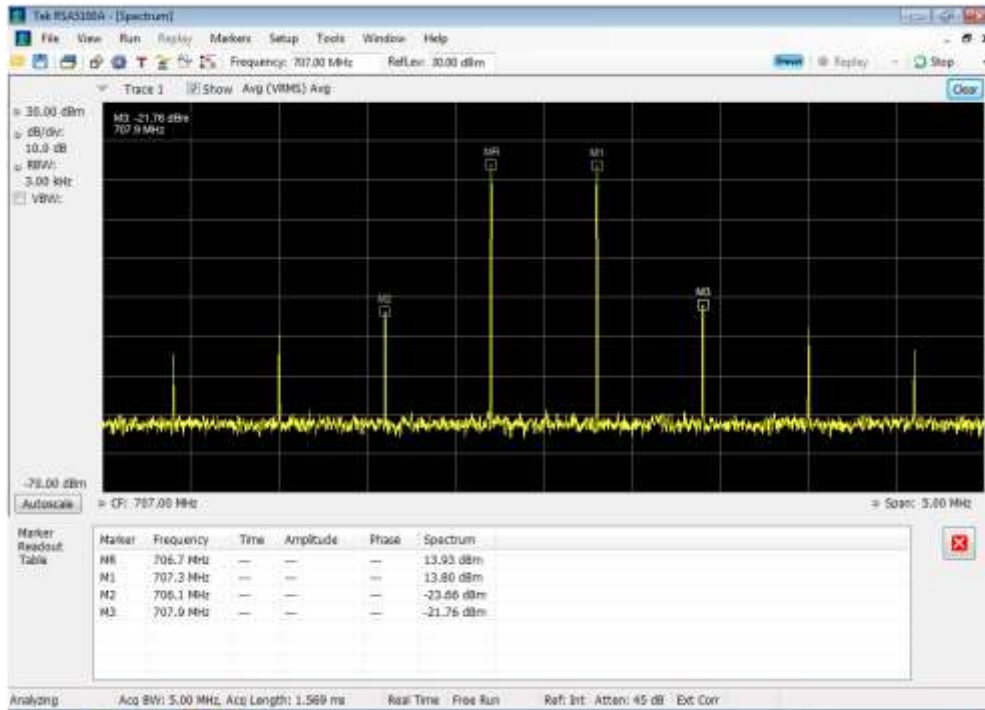 Tek RSA5100A - [Spectrum]
File View Run Replay Markers Setup Tools Window Help
Frequency: 707.00 MHz RefLev: 30.00 dBm Preset Replay Stop
Trace 1 Show Avg (VRMS) Avg Clear
30.00 dBm
dB/div:
10.0 dB
RBW:
3.00 kHz
VBW:
M3: -21.76 dBm
707.9 MHz
MR
M1
M2
M3
-70.00 dBm
Autoscale CF: 707.00 MHz Span: 5.00 MHz
Marker Readout Table
Marker Frequency Time Amplitude Phase Spectrum
MR 706.7 MHz --- --- --- 13.93 dBm
M1 707.3 MHz --- --- --- 13.80 dBm
M2 706.1 MHz --- --- --- -23.66 dBm
M3 707.9 MHz --- --- --- -21.76 dBm
Analyzing Acq BW: 5.00 MHz, Acq Length: 1.569 ms Real Time Free Run Ref: Int Atten: 45 dB Ext Corr